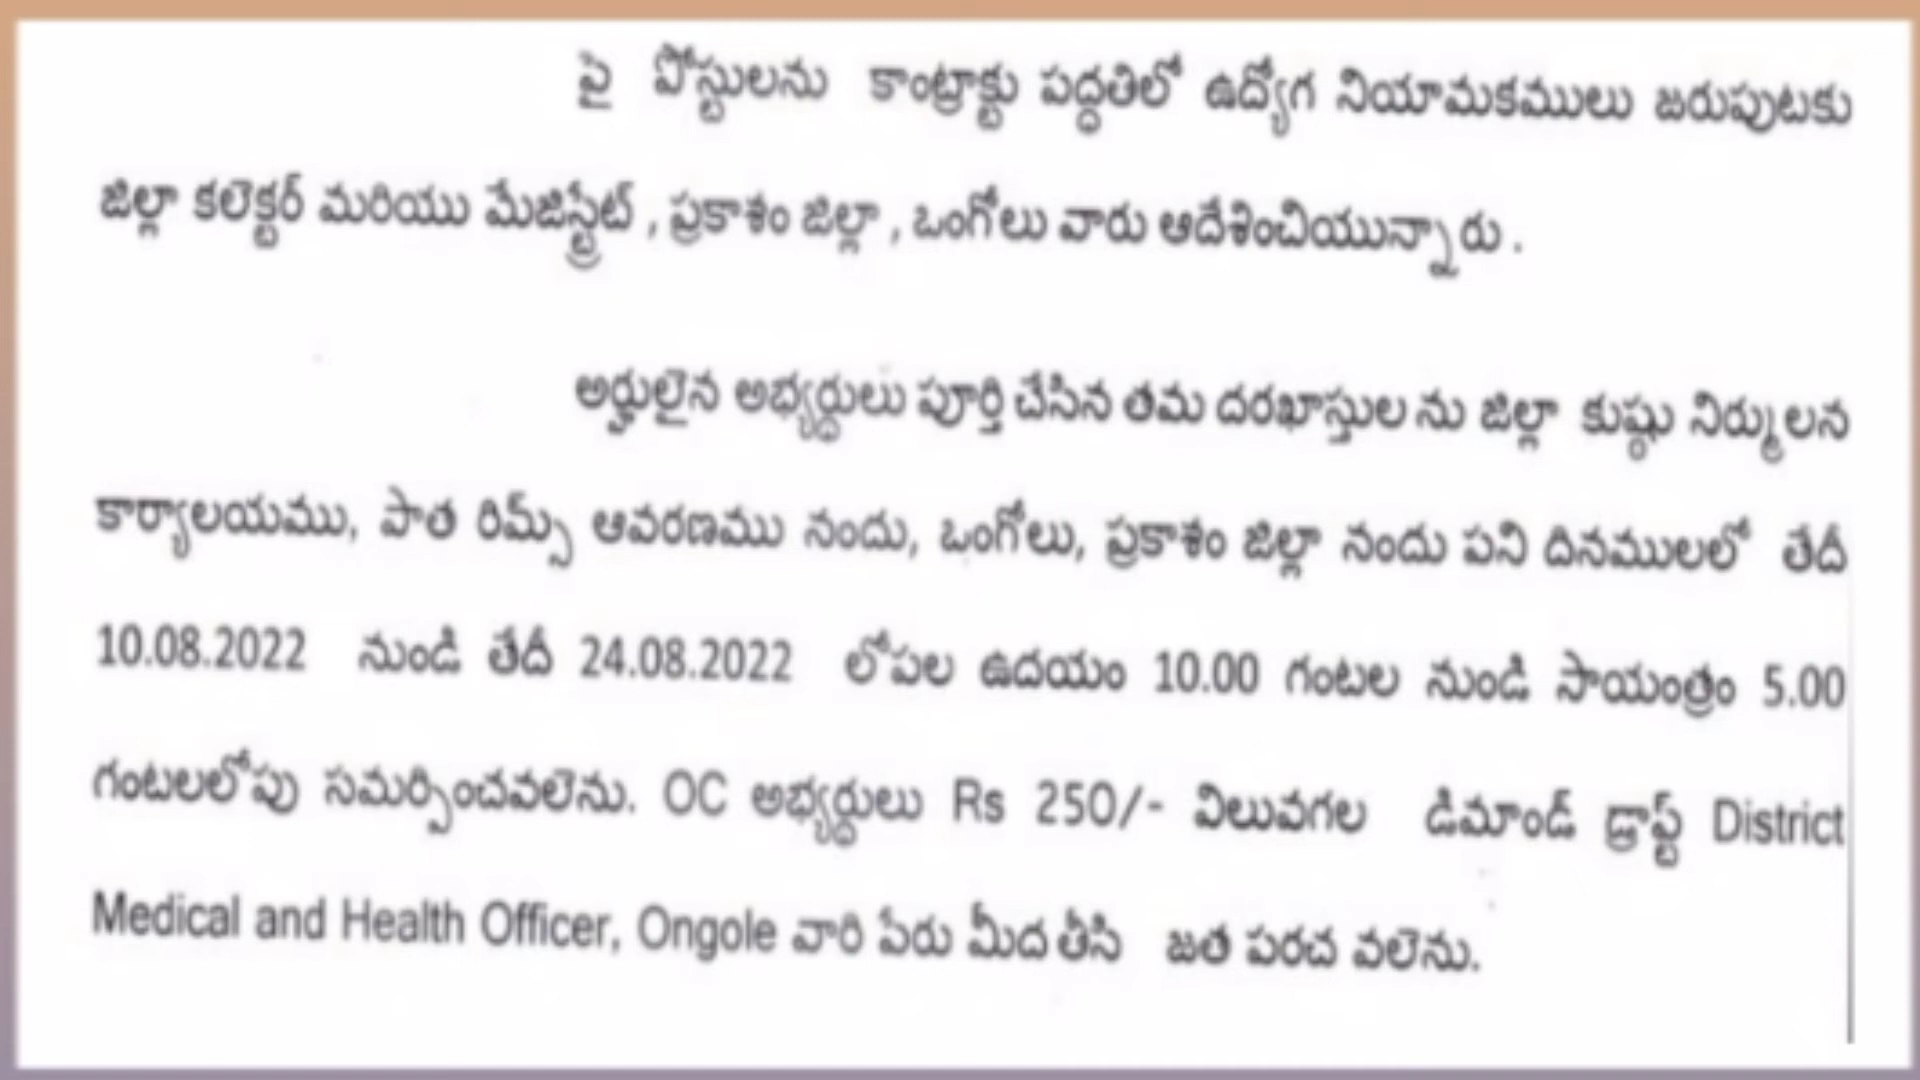 పై పోస్టులను కాంట్రాక్టు పద్ధతిలో ఉద్యోగ నియామకములు జరుపుటకు
జిల్లా కలెక్టర్ మరియు మేజిస్ట్రేట్ , ప్రకాశం జిల్లా , ఒంగోలు వారు ఆదేశించియున్నారు .
అర్హులైన అభ్యర్ధులు పూర్తి చేసిన తమ దరఖాస్తుల ను జిల్లా కుష్ఠు నిర్ములన
కార్యాలయము, పాత రిమ్స్ ఆవరణము నందు, ఒంగోలు, ప్రకాశం జిల్లా నందు పని దినములలో తేదీ
10.08.2022 నుండి తేదీ 24.08.2022 లోపల ఉదయం 10.00 గంటల నుండి సాయంత్రం 5.00
గంటలలోపు సమర్పించవలెను. OC అభ్యర్ధులు Rs 250/- విలువగల డిమాండ్ డ్రాఫ్ట్ District
Medical and Health Officer, Ongole వారి పేరు మీద తీసి జత పరచ వలెను.